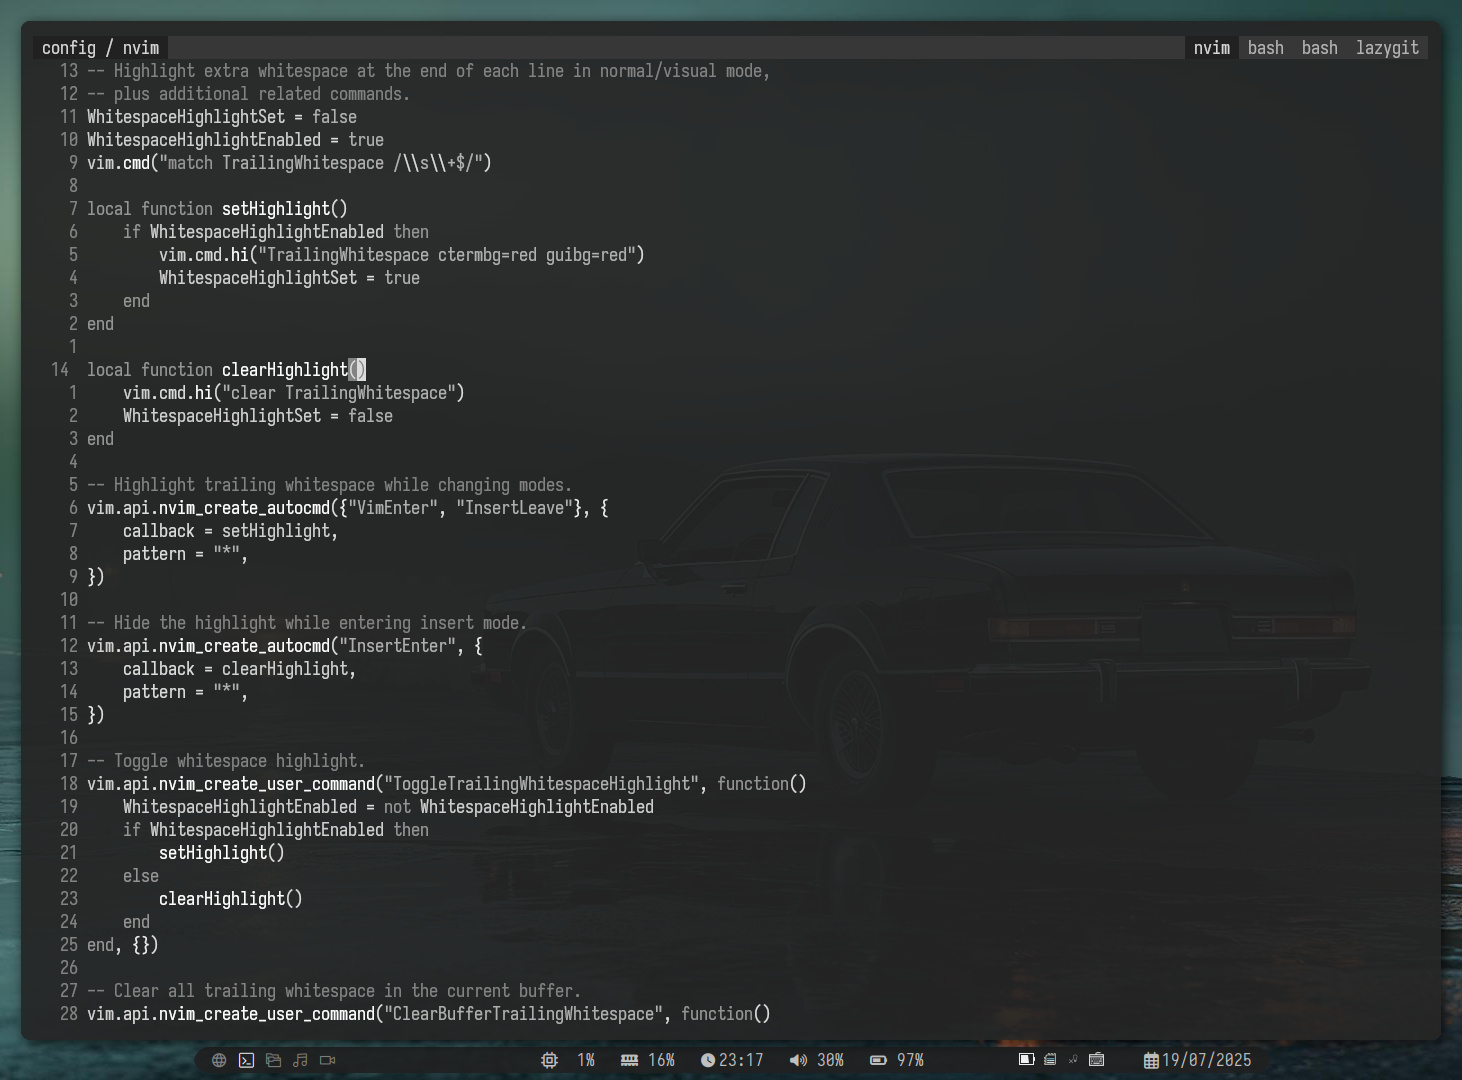 config / nvim nvim bash bash lazygit
13 -- Highlight extra whitespace at the end of each line in normal/visual mode,
12 -- plus additional related commands.
11 WhitespaceHighlightSet = false
10 WhitespaceHighlightEnabled = true
9 vim.cmd("match TrailingWhitespace /\\s\\+$/")
8
7 local function setHighlight()
6     if WhitespaceHighlightEnabled then
5         vim.cmd.hi("TrailingWhitespace ctermbg=red guibg=red")
4         WhitespaceHighlightSet = true
3     end
2 end
1
14 local function clearHighlight()
1     vim.cmd.hi("clear TrailingWhitespace")
2     WhitespaceHighlightSet = false
3 end
4
5 -- Highlight trailing whitespace while changing modes.
6 vim.api.nvim_create_autocmd({"VimEnter", "InsertLeave"}, {
7     callback = setHighlight,
8     pattern = "*",
9 })
10
11 -- Hide the highlight while entering insert mode.
12 vim.api.nvim_create_autocmd("InsertEnter", {
13     callback = clearHighlight,
14     pattern = "*",
15 })
16
17 -- Toggle whitespace highlight.
18 vim.api.nvim_create_user_command("ToggleTrailingWhitespaceHighlight", function()
19     WhitespaceHighlightEnabled = not WhitespaceHighlightEnabled
20     if WhitespaceHighlightEnabled then
21         setHighlight()
22     else
23         clearHighlight()
24     end
25 end, {})
26
27 -- Clear all trailing whitespace in the current buffer.
28 vim.api.nvim_create_user_command("ClearBufferTrailingWhitespace", function()
1% 16% 23:17 30% 97% 19/07/2025